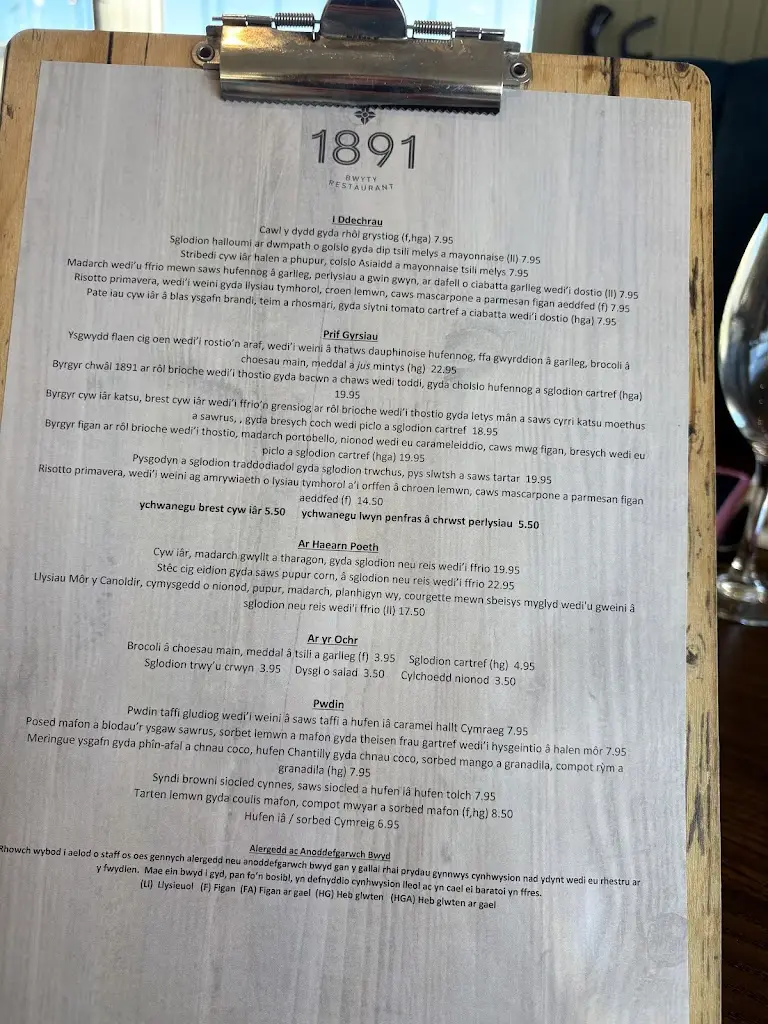 1891
BWYTY
RESTAURANT
I Ddechrau
Cawl y dydd gyda rhôl grystiog (f,hga) 7.95
Sglodion halloumi ar dwmpath o golslo gyda dip tsili melys a mayonnaise (ll) 7.95
Stribedi cyw iâr halen a phupur, colslo Asiaidd a mayonnaise tsili melys 7.95
Madarch wedi'u ffrio mewn saws hufennog â garlleg, perlysiau a gwin gwyn, ar dafell o ciabatta garlleg wedi'i dostio (ll) 7.95
Risotto primavera, wedi'i weini gyda llysiau tymhorol, croen lemwn, caws mascarpone a parmesan figan aeddfed (f) 7.95
Pate iau cyw iâr â blas ysgafn brandi, teim a rhosmari, gyda siytni tomato cartref a ciabatta wedi'i dostio (hga) 7.95
Prif Gyrsiau
Ysgwydd flaen cig oen wedi'i rostio'n araf, wedi'i weini â thatws dauphinoise hufennog, ffa gwyrddion â garlleg, brocoli â
choesau main, meddal a jus mintys (hg) 22.95
Byrgyr chwâl 1891 ar rôl brioche wedi'i thostio gyda bacwn a chaws wedi toddi, gyda cholslo hufennog a sglodion cartref (hga)
19.95
Byrgyr cyw iâr katsu, brest cyw iâr wedi'i ffrio'n grensiog ar rôl brioche wedi'i thostio gyda letys mân a saws cyrri katsu moethus
a sawrus, , gyda bresych coch wedi piclo a sglodion cartref 18.95
Byrgyr figan ar rôl brioche wedi'i thostio, madarch portobello, nionod wedi eu carameleiddio, caws mwg figan, bresych wedi eu
piclo a sglodion cartref (hga) 19.95
Pysgodyn a sglodion traddodiadol gyda sglodion trwchus, pys slwtsh a saws tartar 19.95
Risotto primavera, wedi'i weini ag amrywiaeth o lysiau tymhorol a'i orffen â chroen lemwn, caws mascarpone a parmesan figan
aeddfed (f) 14.50
ychwanegu brest cyw iâr 5.50 ychwanegu lwyn penfras â chrwst perlysiau 5.50
Ar Haearn Poeth
Cyw iâr, madarch gwyllt a tharagon, gyda sglodion neu reis wedi'i ffrio 19.95
Stêc cig eidion gyda saws pupur corn, â sglodion neu reis wedi'i ffrio 22.95
Llysiau Môr y Canoldir, cymysgedd o nionod, pupur, madarch, planhigyn wy, courgette mewn sbeisys myglyd wedi'u gweini â
sglodion neu reis wedi'i ffrio (ll) 17.50
Ar yr Ochr
Brocoli â choesau main, meddal â tsili a garlleg (f) 3.95 Sglodion cartref (hg) 4.95
Sglodion trwy'u crwyn 3.95 Dysgl o salad 3.50 Cylchoedd nionod 3.50
Pwdin
Pwdin taffi gludiog wedi'i weini â saws taffi a hufen iâ caramel hallt Cymraeg 7.95
Posed mafon a blodau'r ysgaw sawrus, sorbet lemwn a mafon gyda theisen frau gartref wedi'i hysgeintio â halen môr 7.95
Meringue ysgafn gyda phîn-afal a chnau coco, hufen Chantilly gyda chnau coco, sorbed mango a granadila, compot rỳm a
granadila (hg) 7.95
Syndi browni siocled cynnes, saws siocled a hufen iâ hufen tolch 7.95
Tarten lemwn gyda coulis mafon, compot mwyar a sorbed mafon (f,hg) 8.50
Hufen iâ / sorbed Cymreig 6.95
Alergedd ac Anoddefgarwch Bwyd
Rhowch wybod i aelod o staff os oes gennych alergedd neu anoddefgarwch bwyd gan y gallai rhai prydau gynnwys cynhwysion nad ydynt wedi eu rhestru ar
y fwydlen. Mae ein bwyd i gyd, pan fo'n bosibl, yn defnyddio cynhwysion lleol ac yn cael ei baratoi yn ffres.
(Ll) Llysieuol (F) Figan (FA) Figan ar gael (HG) Heb glwten (HGA) Heb glwten ar gael